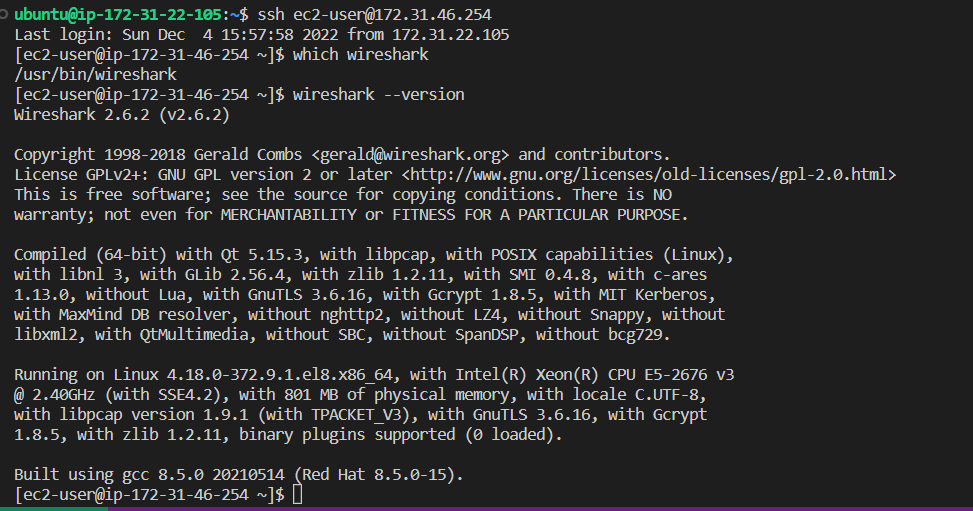 ubuntu@ip-172-31-22-105:~$ ssh ec2-user@172.31.46.254
Last login: Sun Dec  4 15:57:58 2022 from 172.31.22.105
[ec2-user@ip-172-31-46-254 ~]$ which wireshark
/usr/bin/wireshark
[ec2-user@ip-172-31-46-254 ~]$ wireshark --version
Wireshark 2.6.2 (v2.6.2)

Copyright 1998-2018 Gerald Combs <gerald@wireshark.org> and contributors.
License GPLv2+: GNU GPL version 2 or later <http://www.gnu.org/licenses/old-licenses/gpl-2.0.html>
This is free software; see the source for copying conditions. There is NO
warranty; not even for MERCHANTABILITY or FITNESS FOR A PARTICULAR PURPOSE.

Compiled (64-bit) with Qt 5.15.3, with libpcap, with POSIX capabilities (Linux),
with libnl 3, with GLib 2.56.4, with zlib 1.2.11, with SMI 0.4.8, with c-ares
1.13.0, without Lua, with GnuTLS 3.6.16, with Gcrypt 1.8.5, with MIT Kerberos,
with MaxMind DB resolver, without nghttp2, without LZ4, without Snappy, without
libxml2, with QtMultimedia, without SBC, without SpanDSP, without bcg729.

Running on Linux 4.18.0-372.9.1.el8.x86_64, with Intel(R) Xeon(R) CPU E5-2676 v3
@ 2.40GHz (with SSE4.2), with 801 MB of physical memory, with locale C.UTF-8,
with libpcap version 1.9.1 (with TPACKET_V3), with GnuTLS 3.6.16, with Gcrypt
1.8.5, with zlib 1.2.11, binary plugins supported (0 loaded).

Built using gcc 8.5.0 20210514 (Red Hat 8.5.0-15).
[ec2-user@ip-172-31-46-254 ~]$